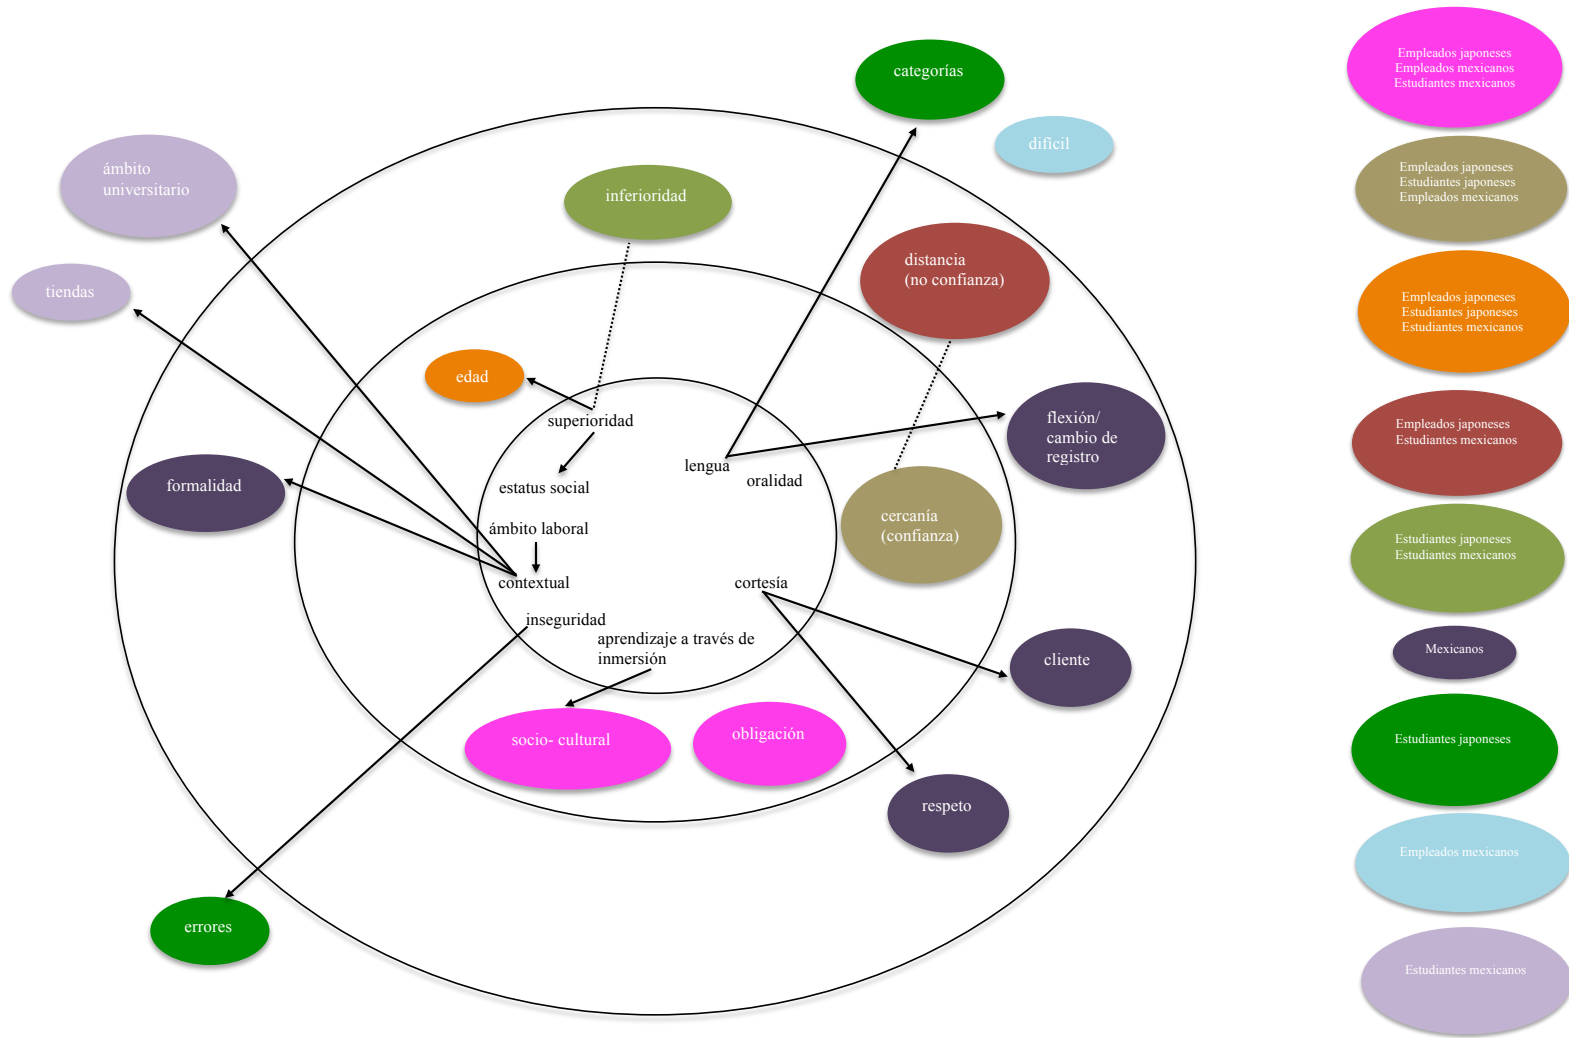 categorías
difícil
ámbito
universitario
inferioridad
distancia
(no confianza)
tiendas
edad
superioridad
flexión/
cambio de
registro
lengua
oralidad
formalidad
estatus social
cercanía
(confianza)
ámbito laboral
contextual
cortesía
inseguridad
aprendizaje a través de
inmersión
cliente
socio- cultural
obligación
respeto
errores
Empleados japoneses
Empleados mexicanos
Estudiantes mexicanos
Empleados japoneses
Estudiantes japoneses
Empleados mexicanos
Empleados japoneses
Estudiantes japoneses
Estudiantes mexicanos
Empleados japoneses
Estudiantes mexicanos
Estudiantes japoneses
Estudiantes mexicanos
Mexicanos
Estudiantes japoneses
Empleados mexicanos
Estudiantes mexicanos